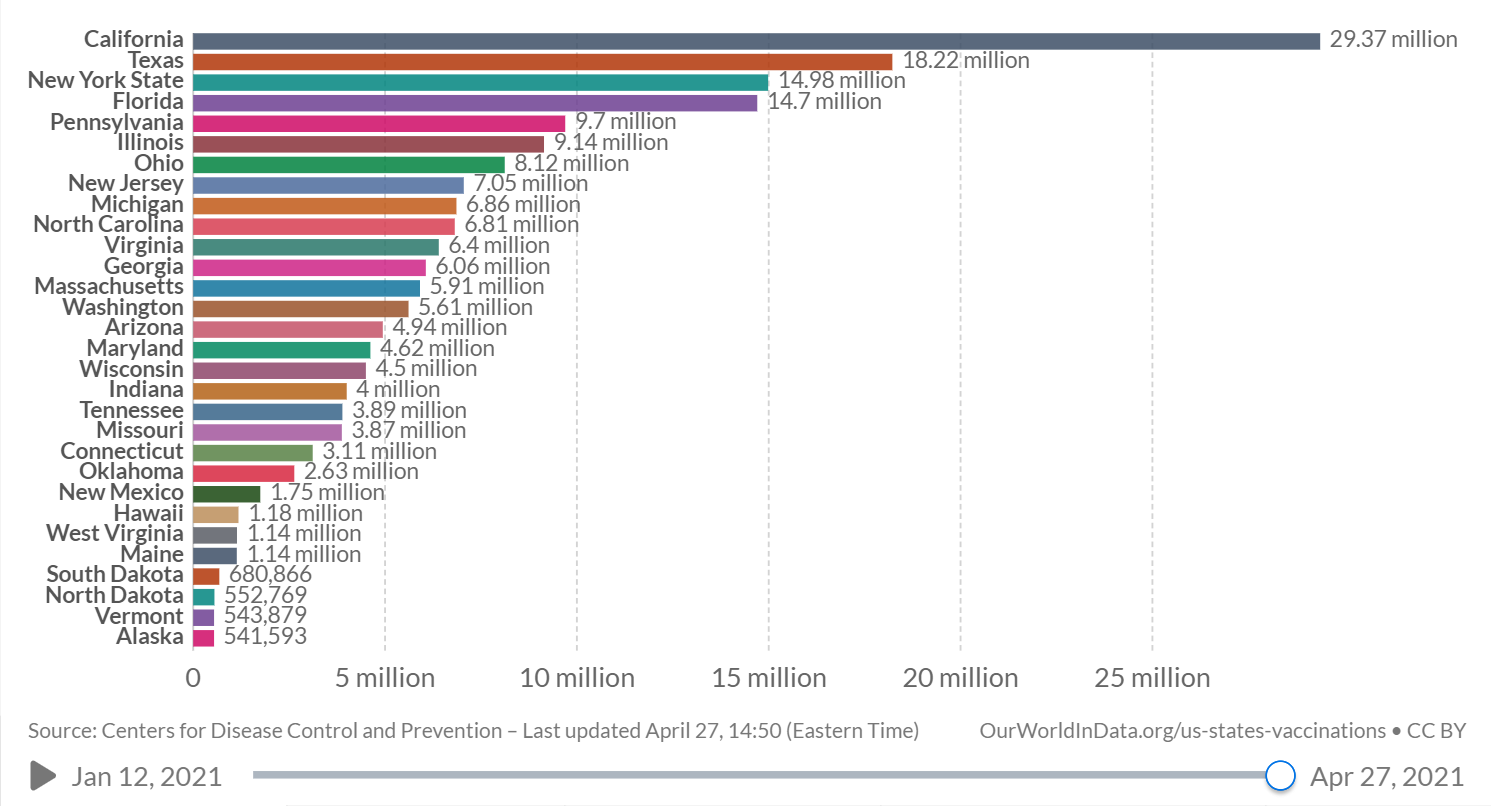 California 29.37 million
Texas 18.22 million
New York State 14.98 million
Florida 14.7 million
Pennsylvania 9.7 million
Illinois 9.14 million
Ohio 8.12 million
New Jersey 7.05 million
Michigan 6.86 million
North Carolina 6.81 million
Virginia 6.4 million
Georgia 6.06 million
Massachusetts 5.91 million
Washington 5.61 million
Arizona 4.94 million
Maryland 4.62 million
Wisconsin 4.5 million
Indiana 4 million
Tennessee 3.89 million
Missouri 3.87 million
Connecticut 3.11 million
Oklahoma 2.63 million
New Mexico 1.75 million
Hawaii 1.18 million
West Virginia 1.14 million
Maine 1.14 million
South Dakota 680,866
North Dakota 552,769
Vermont 543,879
Alaska 541,593
0 5 million 10 million 15 million 20 million 25 million
Source: Centers for Disease Control and Prevention – Last updated April 27, 14:50 (Eastern Time) OurWorldInData.org/us-states-vaccinations • CC BY
Jan 12, 2021 Apr 27, 2021